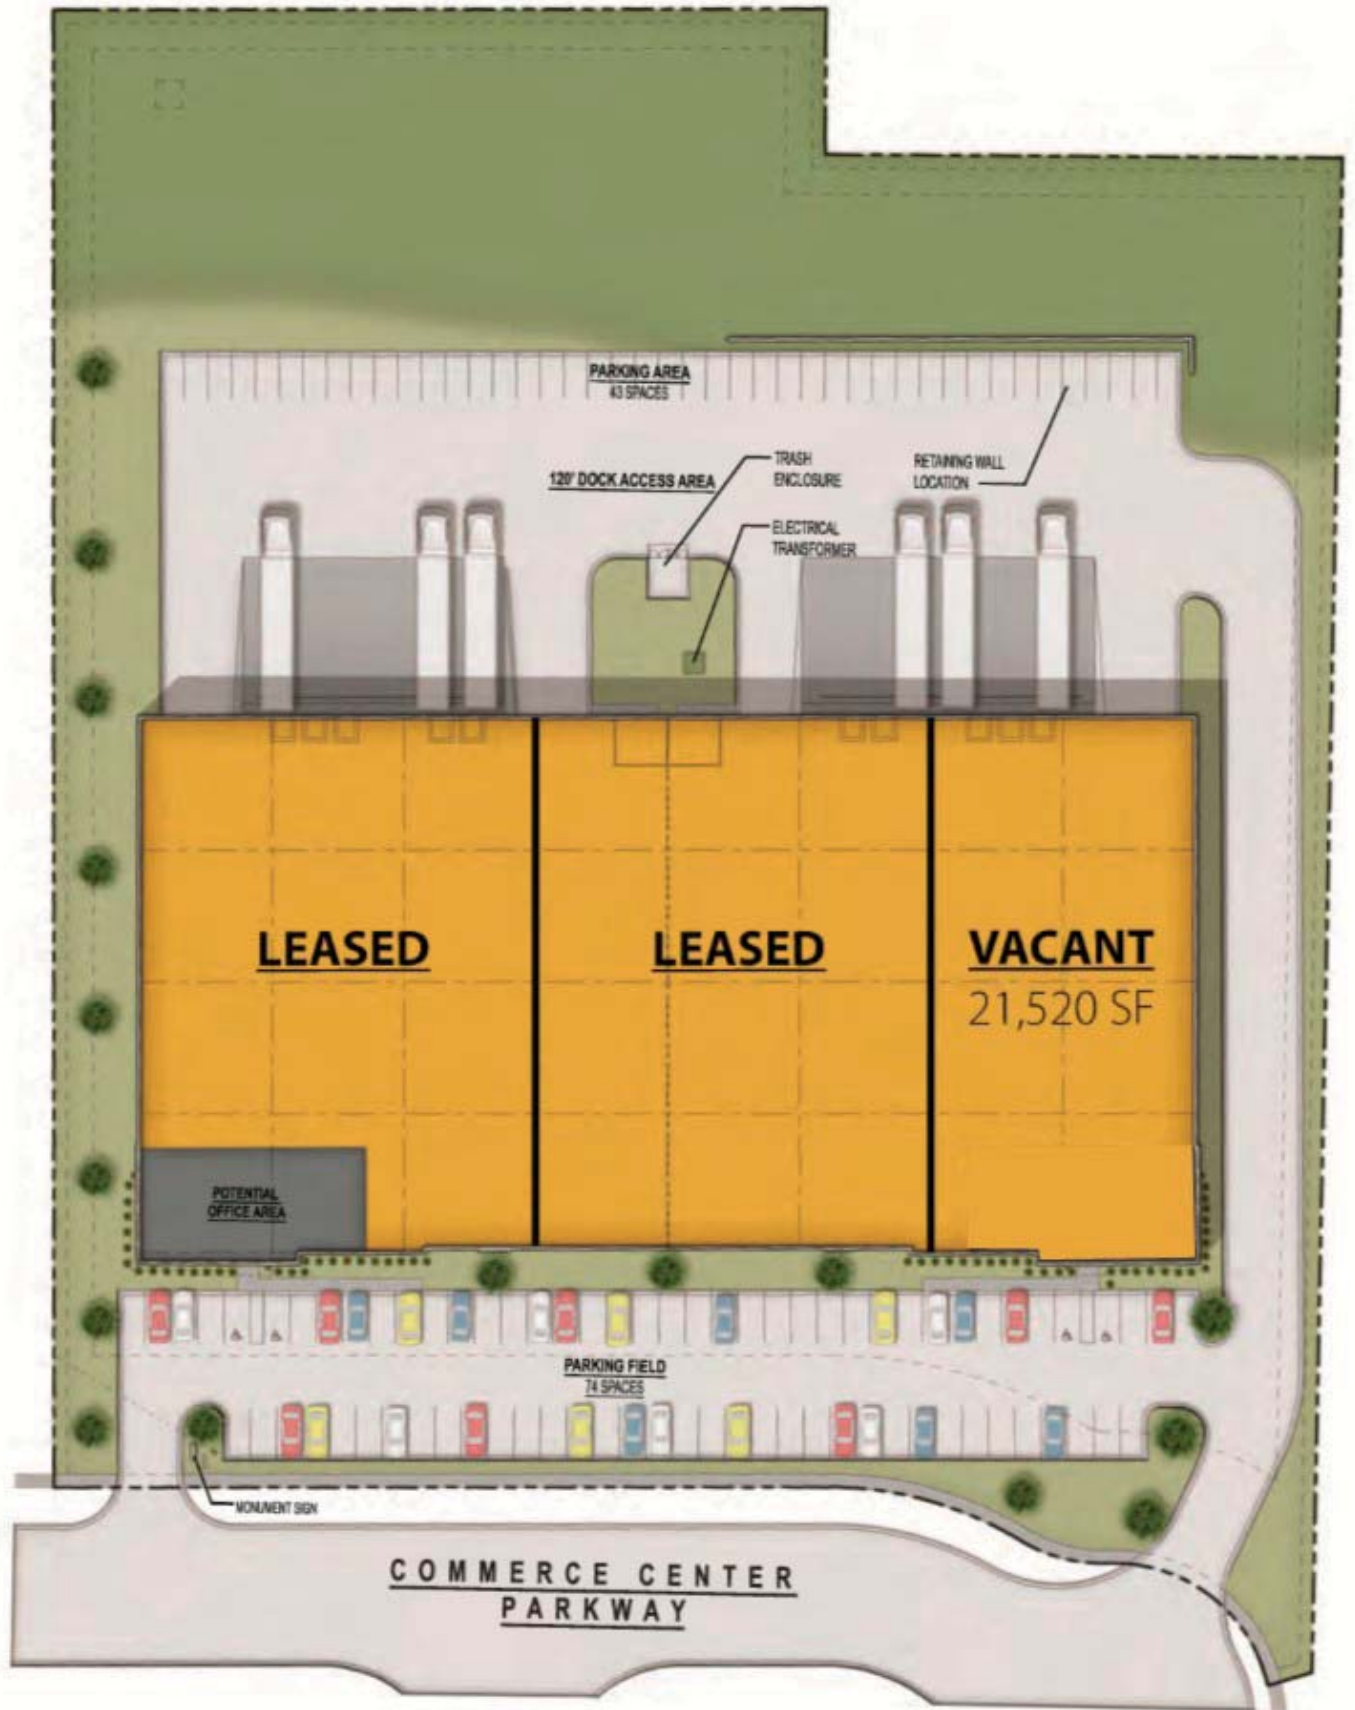 PARKING AREA
43 SPACES
120' DOCK ACCESS AREA
TRASH
ENCLOSURE
RETAINING WALL
LOCATION
ELECTRICAL
TRANSFORMER
LEASED
LEASED
VACANT
21,520 SF
POTENTIAL
OFFICE AREA
PARKING FIELD
74 SPACES
MONUMENT SIGN
COMMERCE CENTER
PARKWAY